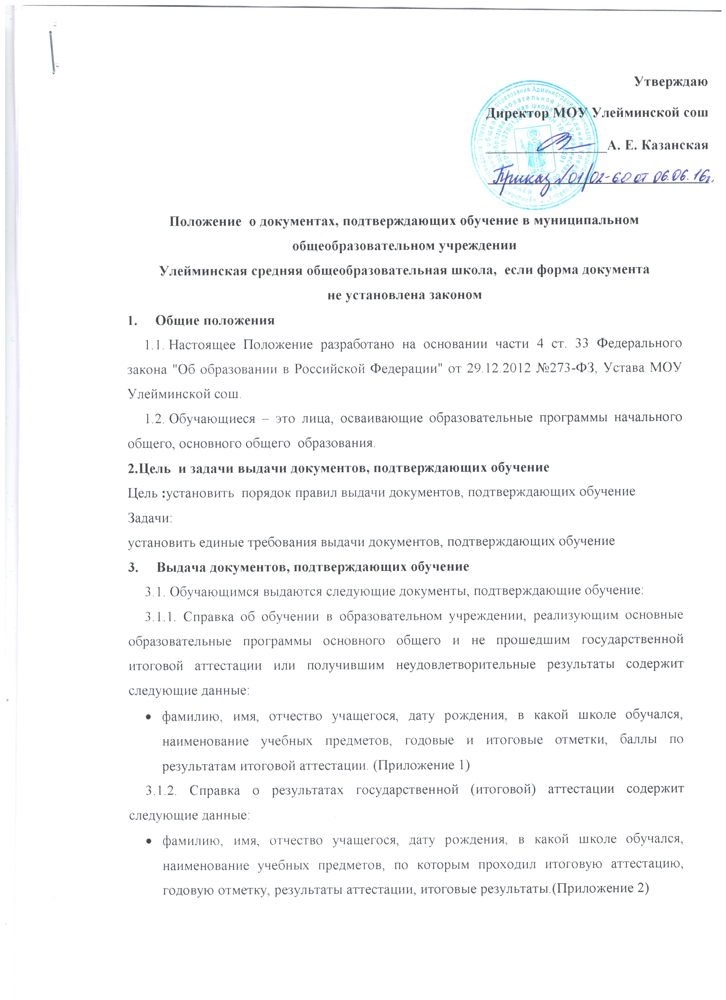 Утверждаю
Директор МОУ Улейминской сош
А. Е. Казанская
Приказ №01/02-60 от 06.06.16г.
Положение о документах, подтверждающих обучение в муниципальном
общеобразовательном учреждении
Улейминская средняя общеобразовательная школа, если форма документа
не установлена законом
1. Общие положения
1.1. Настоящее Положение разработано на основании части 4 ст. 33 Федерального
закона "Об образовании в Российской Федерации" от 29.12.2012 №273-ФЗ, Устава МОУ
Улейминской сош.
1.2. Обучающиеся – это лица, осваивающие образовательные программы начального
общего, основного общего образования.
2.Цель и задачи выдачи документов, подтверждающих обучение
Цель :установить порядок правил выдачи документов, подтверждающих обучение
Задачи:
установить единые требования выдачи документов, подтверждающих обучение
3. Выдача документов, подтверждающих обучение
3.1. Обучающимся выдаются следующие документы, подтверждающие обучение:
3.1.1. Справка об обучении в образовательном учреждении, реализующим основные
образовательные программы основного общего и не прошедшим государственной
итоговой аттестации или получившим неудовлетворительные результаты содержит
следующие данные:
• фамилию, имя, отчество учащегося, дату рождения, в какой школе обучался,
наименование учебных предметов, годовые и итоговые отметки, баллы по
результатам итоговой аттестации. (Приложение 1)
3.1.2. Справка о результатах государственной (итоговой) аттестации содержит
следующие данные:
• фамилию, имя, отчество учащегося, дату рождения, в какой школе обучался,
наименование учебных предметов, по которым проходил итоговую аттестацию,
годовую отметку, результаты аттестации, итоговые результаты.(Приложение 2)